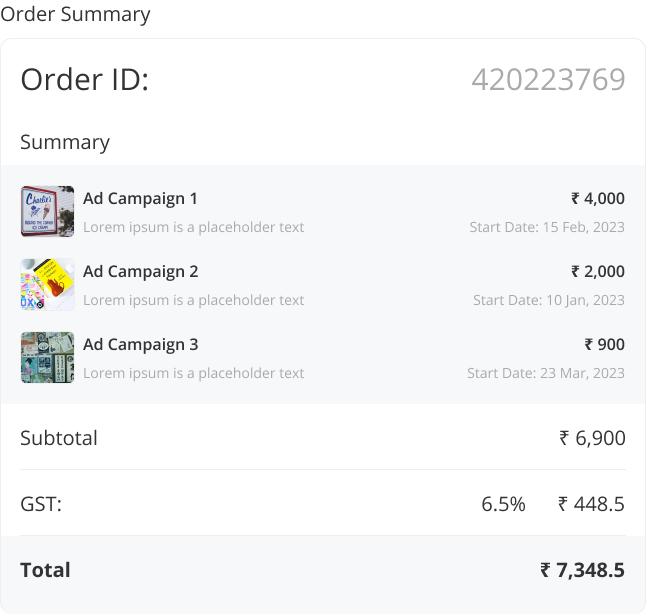 Order Summary
Order ID: 420223769
Summary
Charlie's
Ad Campaign 1 ₹ 4,000
Lorem ipsum is a placeholder text Start Date: 15 Feb, 2023
Ad Campaign 2 ₹ 2,000
Lorem ipsum is a placeholder text Start Date: 10 Jan, 2023
Ad Campaign 3 ₹ 900
Lorem ipsum is a placeholder text Start Date: 23 Mar, 2023
Subtotal ₹ 6,900
GST: 6.5% ₹ 448.5
Total ₹ 7,348.5